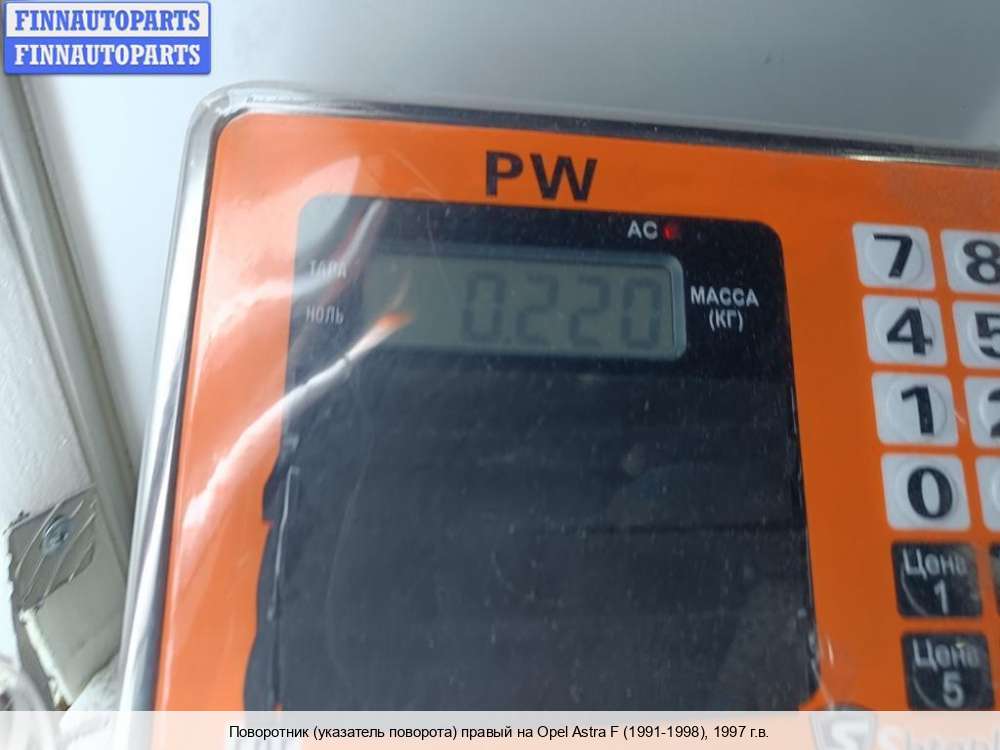 FINNAUTOPARTS
FINNAUTOPARTS
PW
AC
ТАРА
НОЛЬ
0.220
МАССА
(КГ)
7 8
4 5
1 2
0
Цена
1
Цена
5
Поворотник (указатель поворота) правый на Opel Astra F (1991-1998), 1997 г.в.